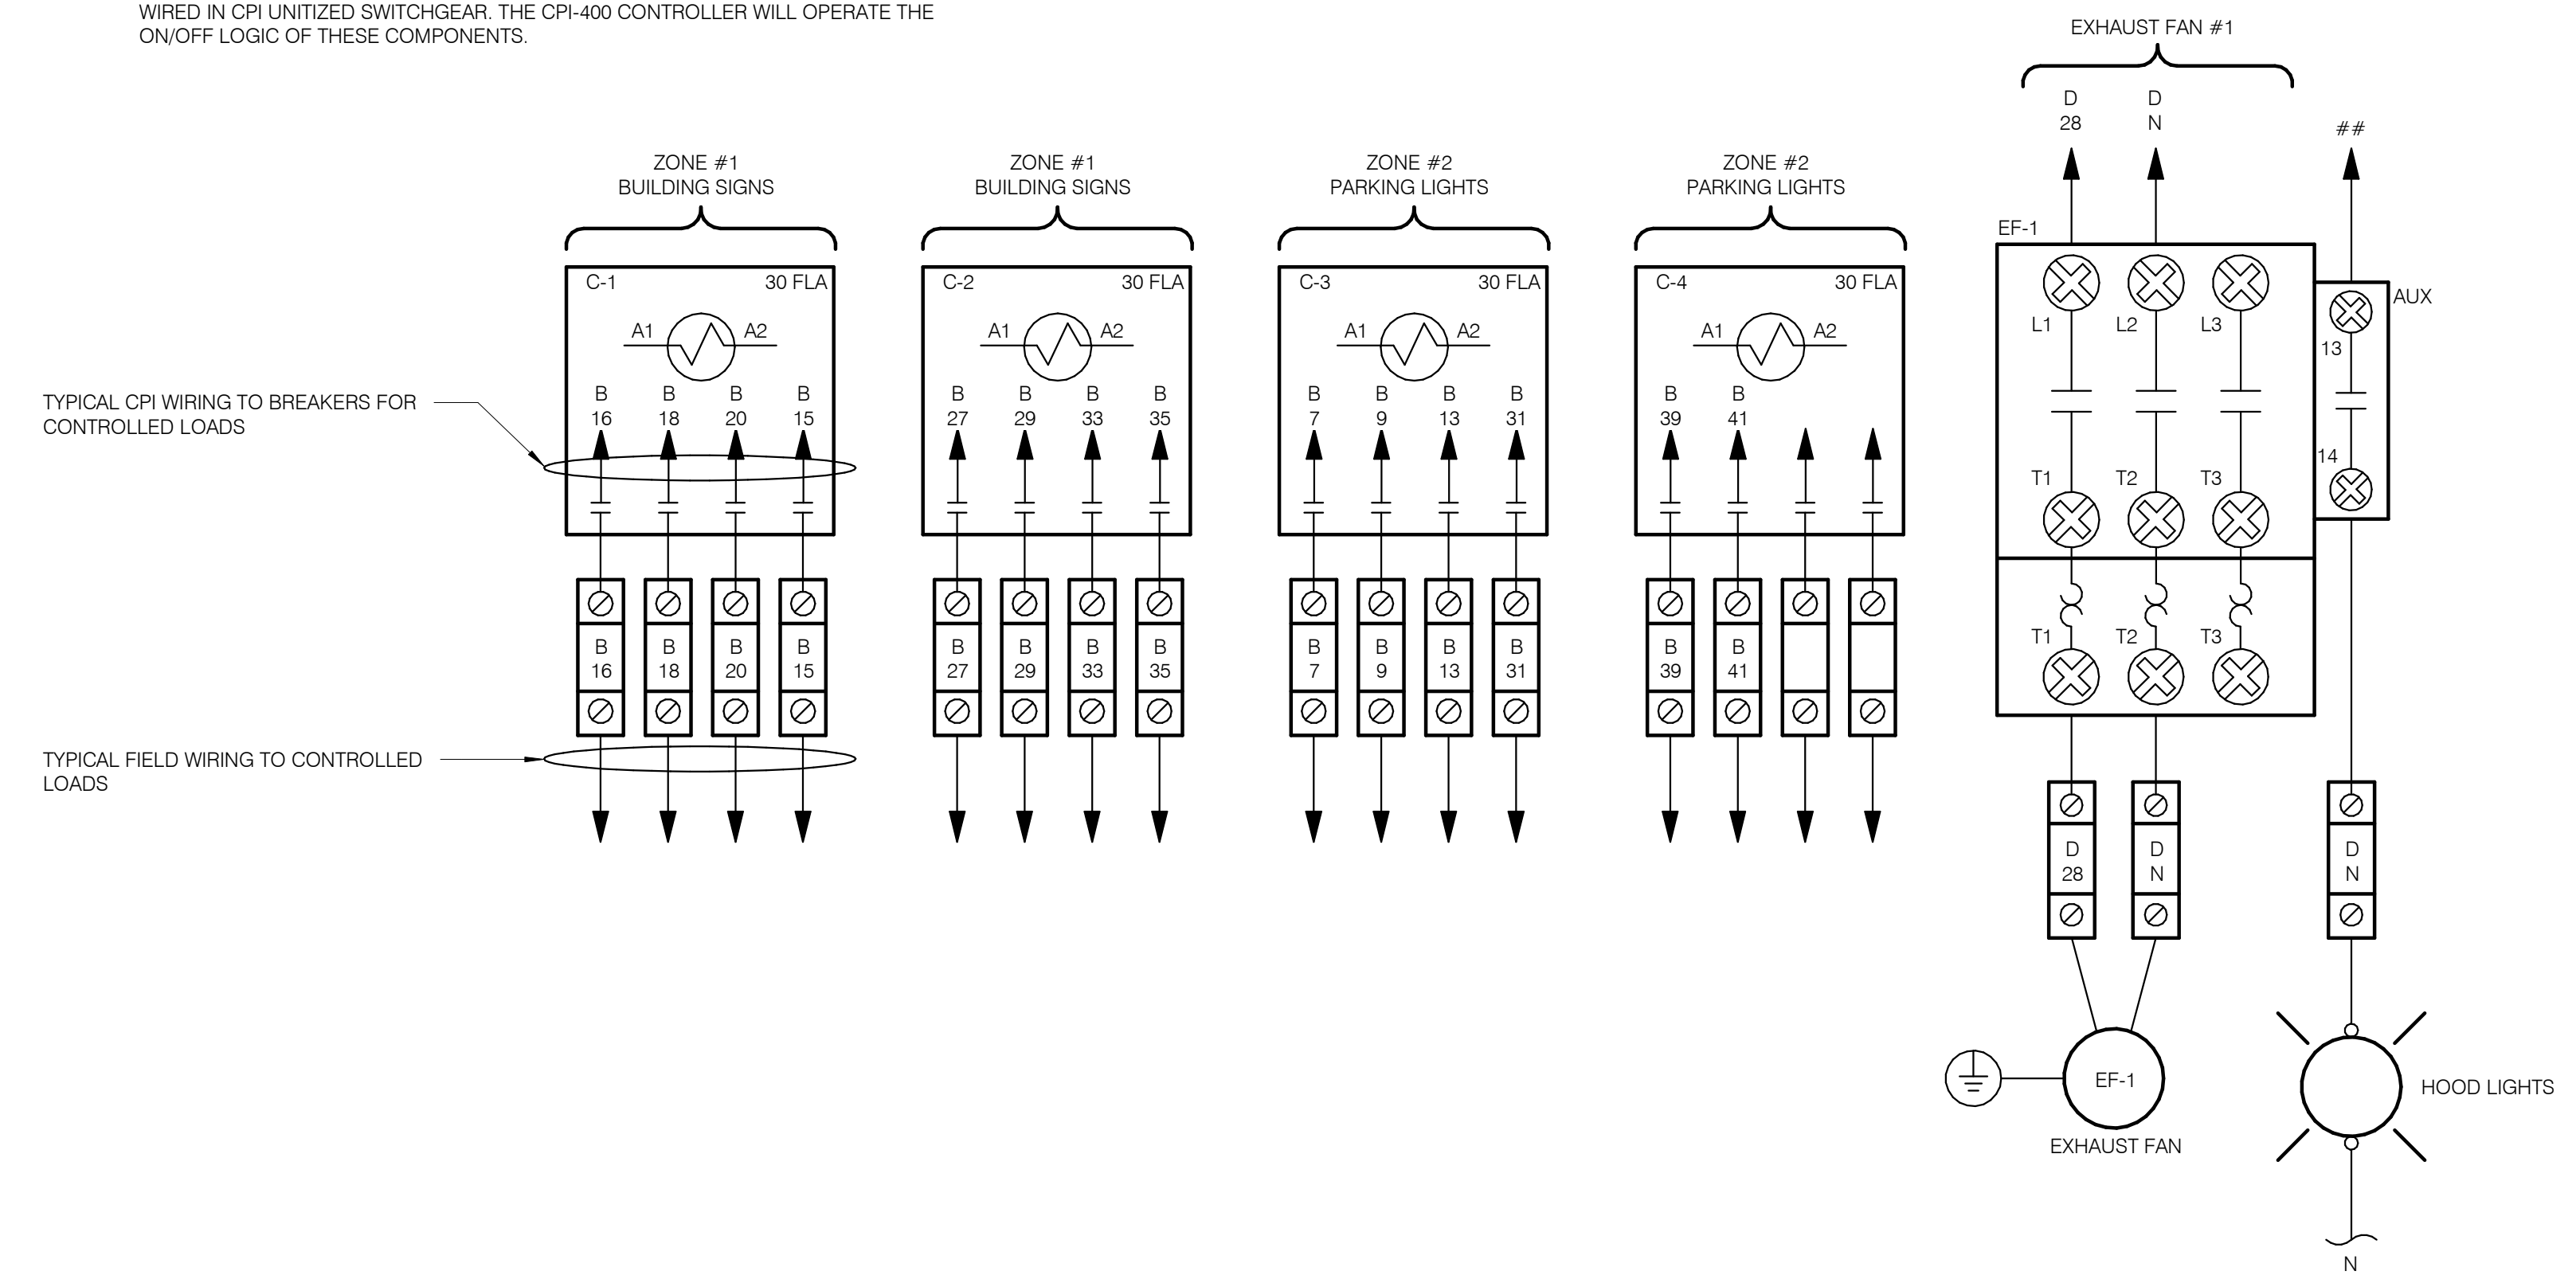 WIRED IN CPI UNITIZED SWITCHGEAR. THE CPI-400 CONTROLLER WILL OPERATE THE
ON/OFF LOGIC OF THESE COMPONENTS.
EXHAUST FAN #1
D D
28 N
##
ZONE #1 ZONE #1 ZONE #2 ZONE #2
BUILDING SIGNS BUILDING SIGNS PARKING LIGHTS PARKING LIGHTS
EF-1
C-1 30 FLA C-2 30 FLA C-3 30 FLA C-4 30 FLA
AUX
L1 L2 L3
A1 A2 A1 A2 A1 A2 A1 A2
13
B B B B B B B B B B B B B B
16 18 20 15 27 29 33 35 7 9 13 31 39 41
TYPICAL CPI WIRING TO BREAKERS FOR
CONTROLLED LOADS
14
T1 T2 T3
T1 T2 T3
B B B B B B B B B B B B B B
16 18 20 15 27 29 33 35 7 9 13 31 39 41
TYPICAL FIELD WIRING TO CONTROLLED
LOADS
D D D
28 N N
EF-1
HOOD LIGHTS
EXHAUST FAN
N